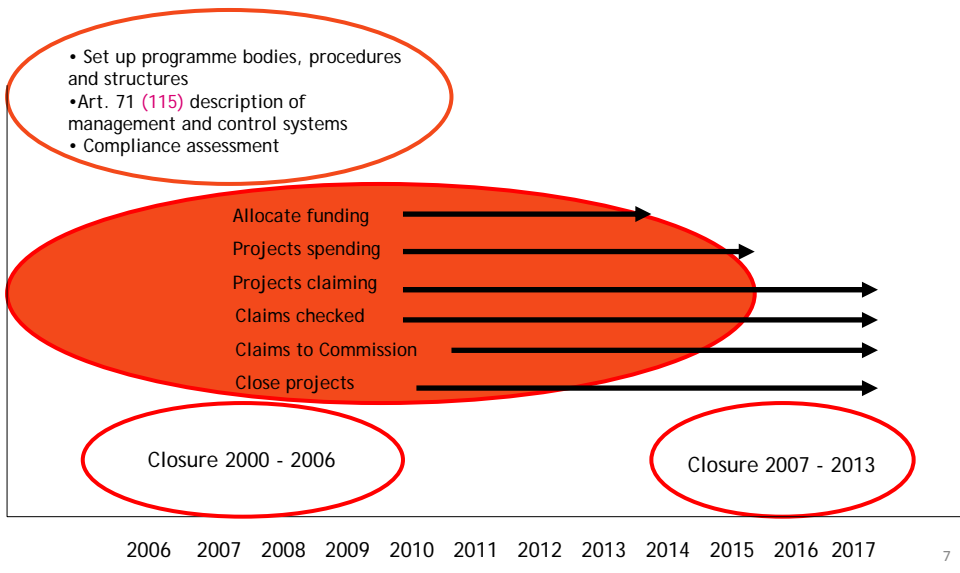 • Set up programme bodies, procedures
and structures
•Art. 71 (115) description of
management and control systems
• Compliance assessment
Allocate funding
Projects spending
Projects claiming
Claims checked
Claims to Commission
Close projects
Closure 2000 - 2006
Closure 2007 - 2013
2006 2007 2008 2009 2010 2011 2012 2013 2014 2015 2016 2017
7